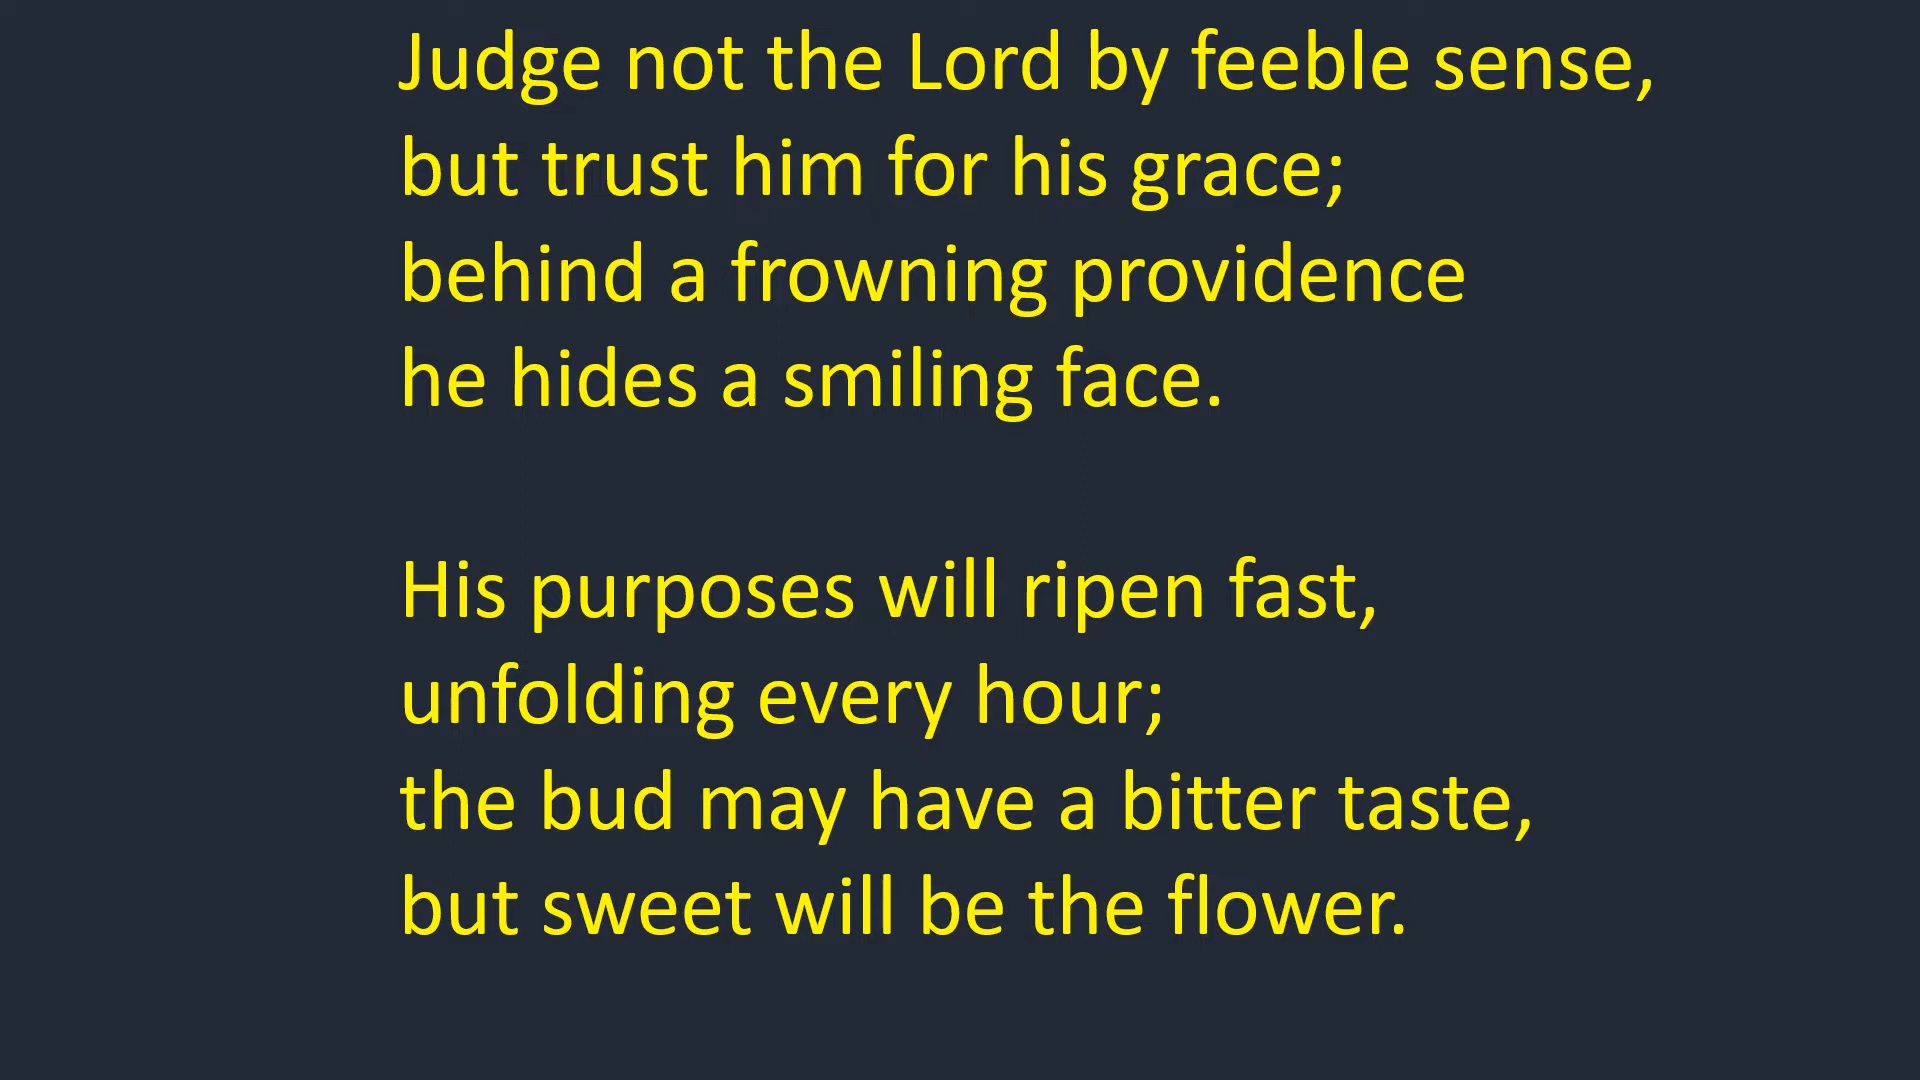 Judge not the Lord by feeble sense,
but trust him for his grace;
behind a frowning providence
he hides a smiling face.
His purposes will ripen fast,
unfolding every hour;
the bud may have a bitter taste,
but sweet will be the flower.